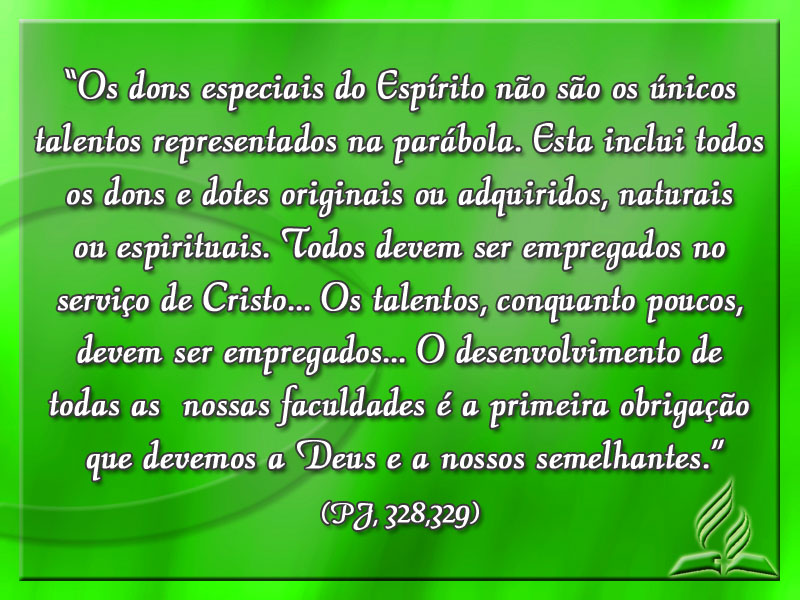 “Os dons especiais do Espírito não são os únicos
talentos representados na parábola. Esta inclui todos
os dons e dotes originais ou adquiridos, naturais
ou espirituais. Todos devem ser empregados no
serviço de Cristo... Os talentos, conquanto poucos,
devem ser empregados... O desenvolvimento de
todas as  nossas faculdades é a primeira obrigação
que devemos a Deus e a nossos semelhantes.”
(PJ, 328,329)